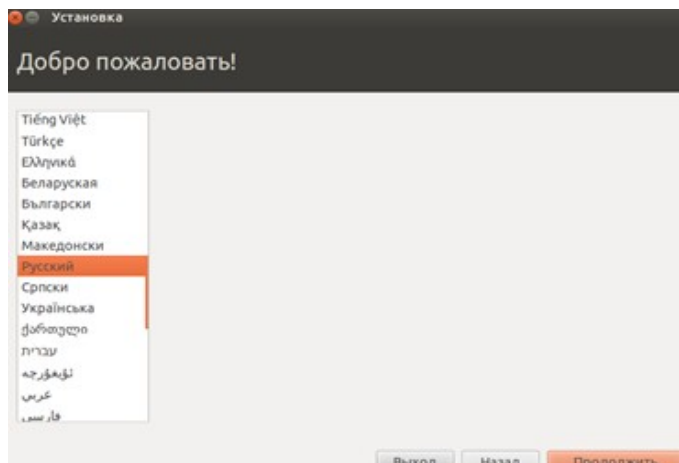 Установка
Добро пожаловать!
Tiếng Việt
Türkçe
Ελληνικά
Беларуская
Български
Қазақ
Македонски
Русский
Српски
Українська
ქართული
עברית
ئۇيغۇرچە
عربي
فارسی
Выход Назад Продолжить